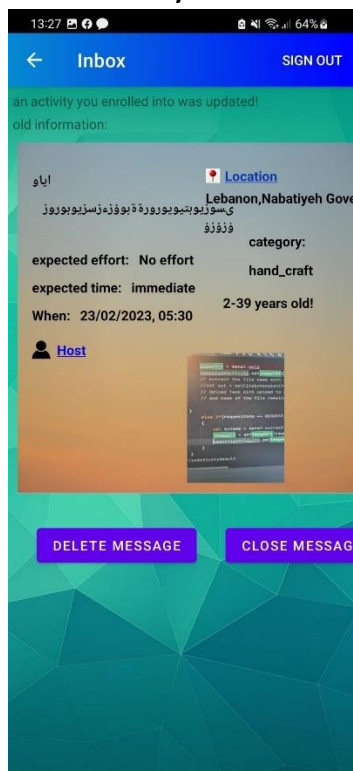 13:27 64%
Inbox SIGN OUT
an activity you enrolled into was updated!
old information:
اياو
Location
Lebanon,Nabatiyeh Gove
category:
expected effort: No effort
hand_craft
expected time: immediate
2-39 years old!
When: 23/02/2023, 05:30
Host
DELETE MESSAGE CLOSE MESSAG